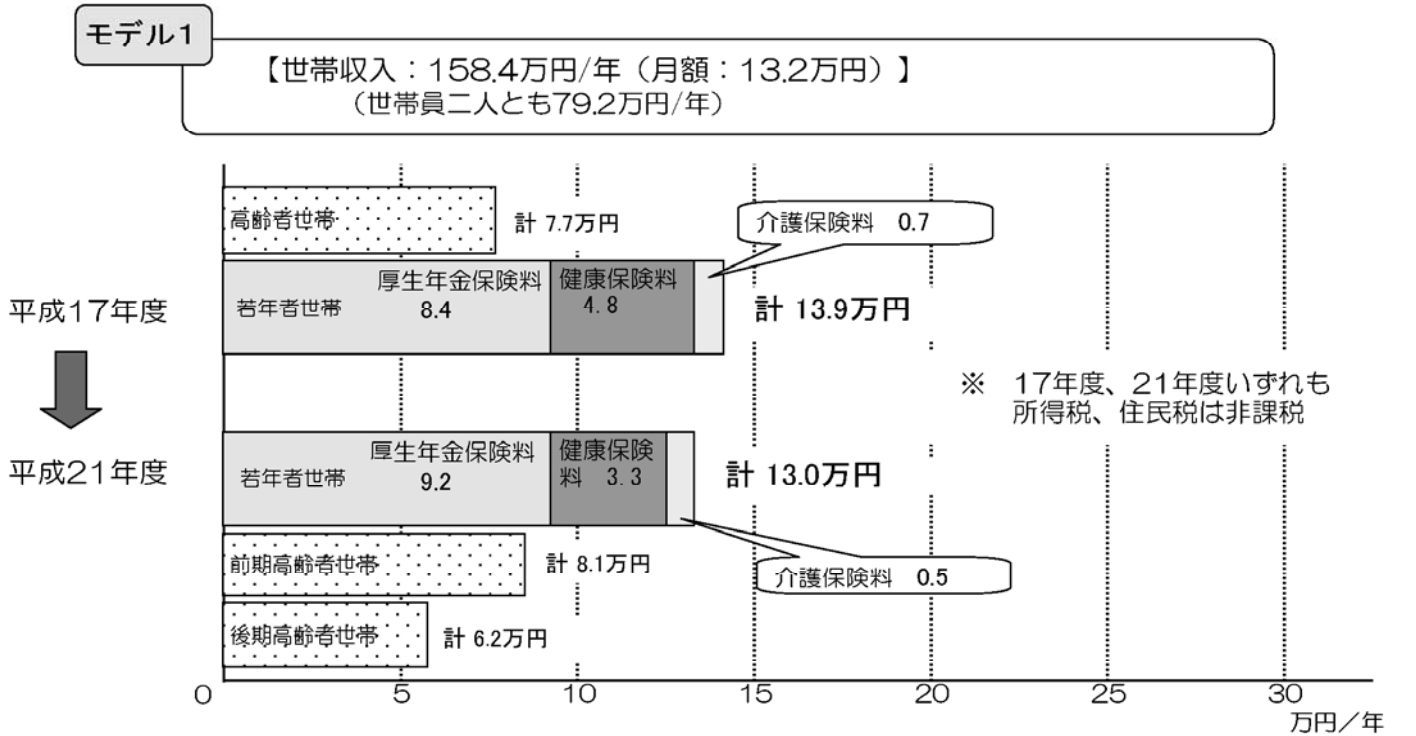 モデル1
【世帯収入：158.4万円/年（月額：13.2万円）】
（世帯員二人とも79.2万円/年）
高齢者世帯
計 7.7万円
介護保険料　0.7
平成17年度
若年者世帯
厚生年金保険料
8.4
健康保険料
4.8
計 13.9万円
※　17年度、21年度いずれも
所得税、住民税は非課税
平成21年度
若年者世帯
厚生年金保険料
9.2
健康保険
料　3.3
計 13.0万円
介護保険料　0.5
前期高齢者世帯
計 8.1万円
後期高齢者世帯
計 6.2万円
0 5 10 15 20 25 30
万円／年